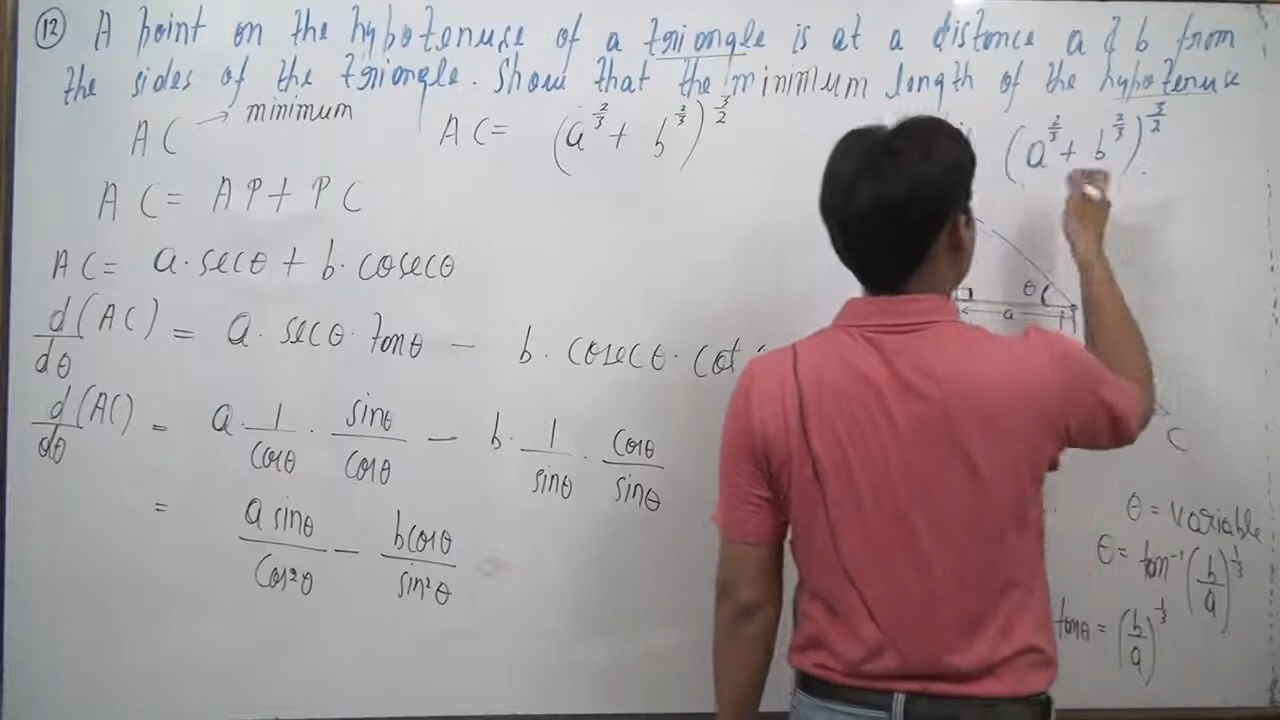 (12) A point on the hypotenuse of a triangle is at a distance a & b from
the sides of the triangle. Show that the minimum length of the hypotenuse
is (a^{2/3} + b^{2/3})^{3/2}.
AC → minimum
AC = (a^{2/3} + b^{2/3})^{3/2}
AC = AP + PC
AC = a·secθ + b·cosecθ
d/dθ (AC) = a·secθ·tanθ - b·cosecθ·cot
d/dθ (AC) = a·1/cosθ·sinθ/cosθ - b·1/sinθ·cosθ/sinθ
= a sinθ/cos²θ - b cosθ/sin²θ
θ
a
C
θ = variable
θ = tan⁻¹(b/a)^{1/3}
tanθ = (b/a)^{1/3}